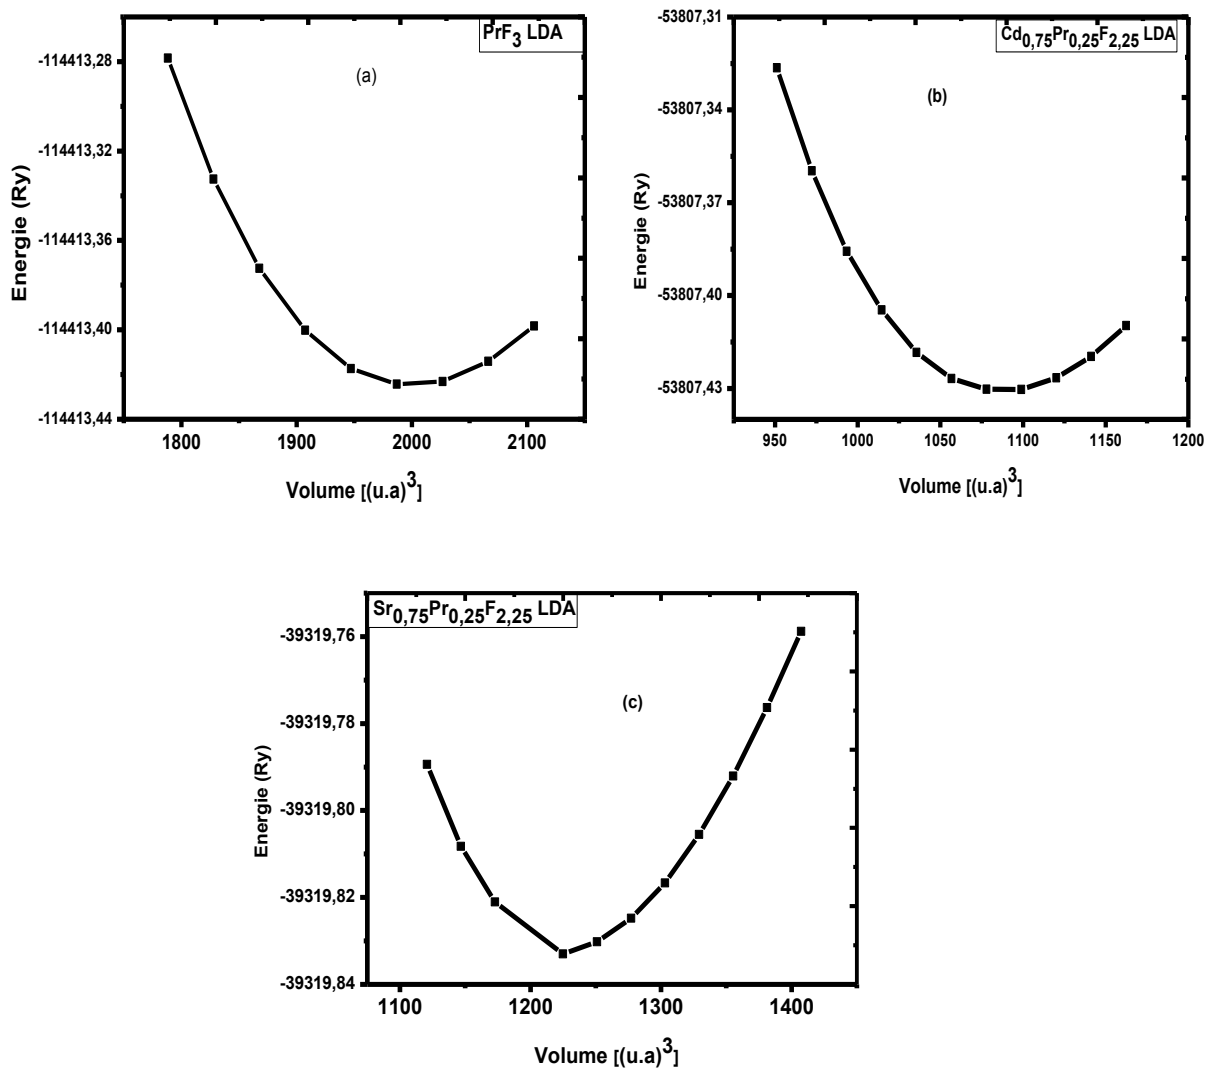 PrF3 LDA
(a)
-114413,28
-114413,32
-114413,36
-114413,40
-114413,44
Energie (Ry)
1800 1900 2000 2100
Volume [(u.a)^3]
Cd0,75Pr0,25F2,25 LDA
(b)
-53807,31
-53807,34
-53807,37
-53807,40
-53807,43
Energie (Ry)
950 1000 1050 1100 1150 1200
Volume [(u.a)^3]
Sr0,75Pr0,25F2,25 LDA
(c)
-39319,76
-39319,78
-39319,80
-39319,82
-39319,84
Energie (Ry)
1100 1200 1300 1400
Volume [(u.a)^3]